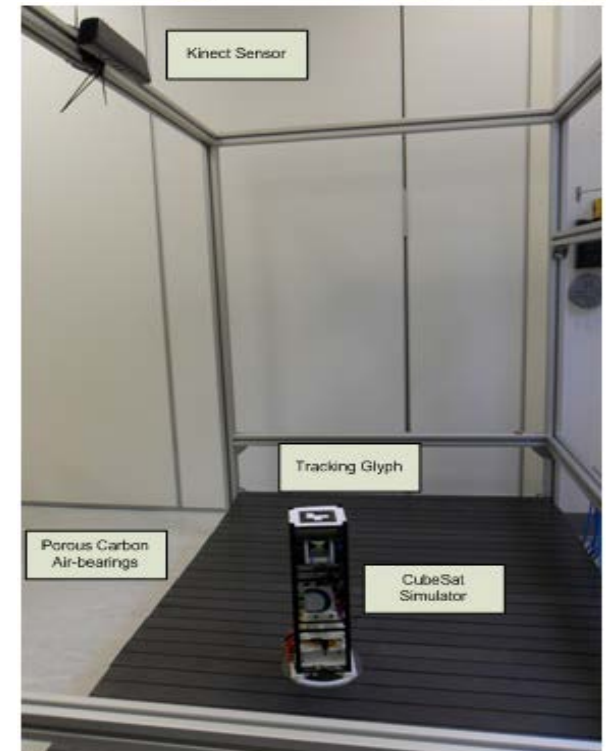 Kinect Sensor
Tracking Glyph
Porous Carbon
Air-bearings
CubeSat
Simulator